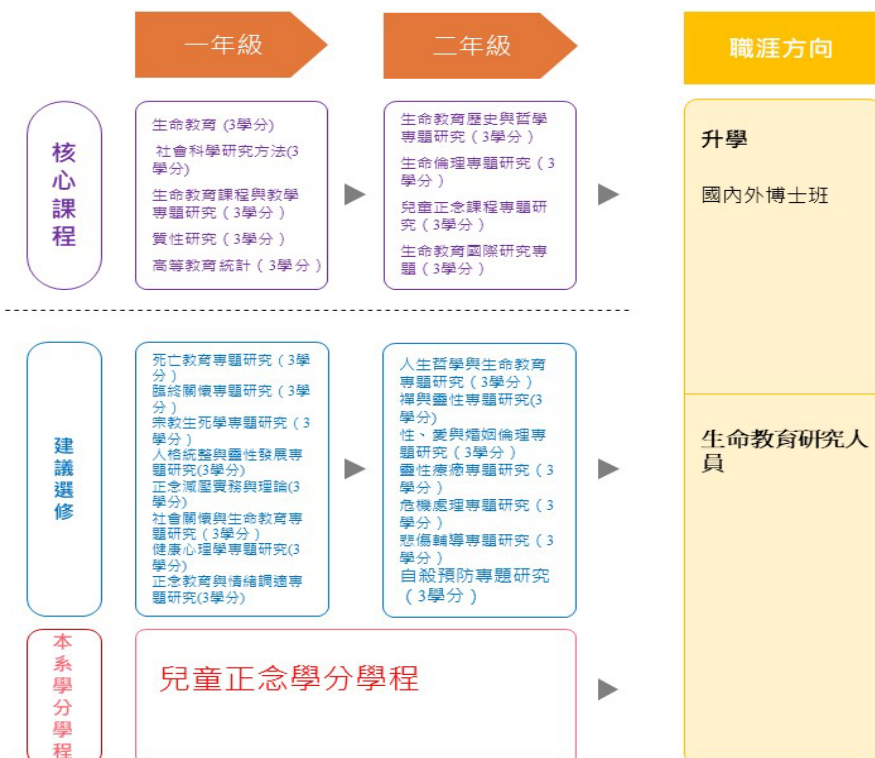 一年級
二年級
職涯方向
核
心
課
程
生命教育 (3學分)
社會科學研究方法(3
學分)
生命教育課程與教學
專題研究（3學分）
質性研究（3學分）
高等教育統計（3學分）
生命教育歷史與哲學
專題研究（3學分）
生命倫理專題研究（3
學分）
兒童正念課程專題研
究（3學分）
生命教育國際研究專
題（3學分）
升學
國內外博士班
建
議
選
修
死亡教育專題研究（3學
分）
臨終關懷專題研究（3學
分）
宗教生死學專題研究（3
學分）
人格統整與靈性發展專
題研究(3學分)
正念減壓實務與理論(3
學分)
社會關懷與生命教育專
題研究（3學分）
健康心理學專題研究(3
學分)
正念教育與情緒調適專
題研究(3學分)
人生哲學與生命教育
專題研究（3學分）
禪與靈性專題研究(3
學分)
性、愛與婚姻倫理專
題研究（3學分）
靈性療癒專題研究（3
學分）
危機處理專題研究（3
學分）
悲傷輔導專題研究（3
學分）
自殺預防專題研究
（3學分）
生命教育研究人
員
本
系
學
分
學
程
兒童正念學分學程